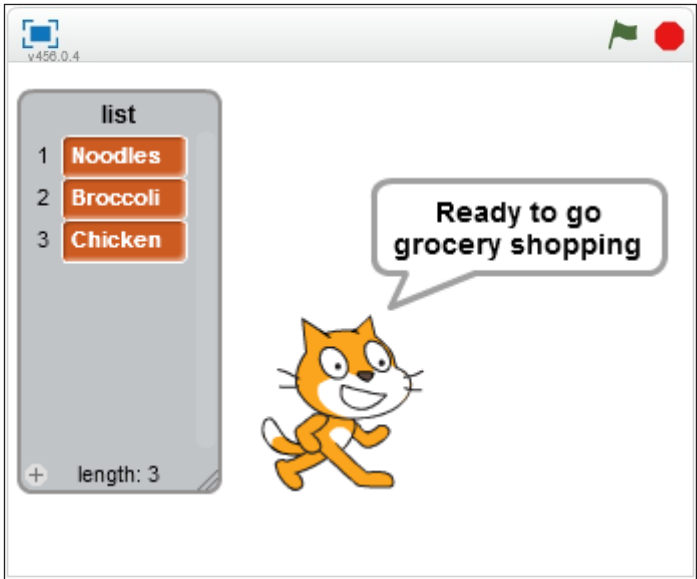 v456.0.4
list
1 Noodles
2 Broccoli
3 Chicken
length: 3
Ready to go
grocery shopping